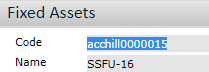 Fixed Assets
Code acchill0000015
Name SSFU-16